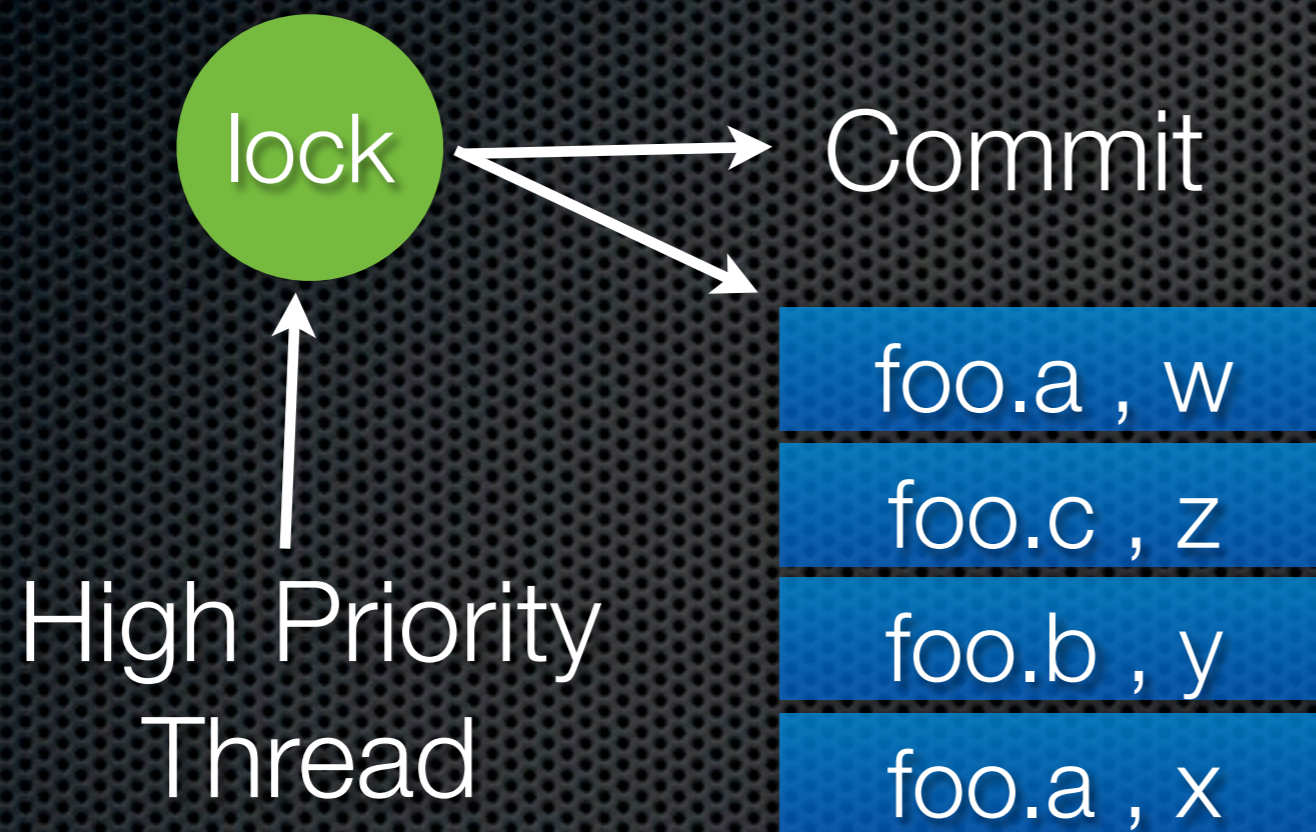 lock
Commit
foo.a , w
foo.c , z
foo.b , y
foo.a , x
High Priority
Thread